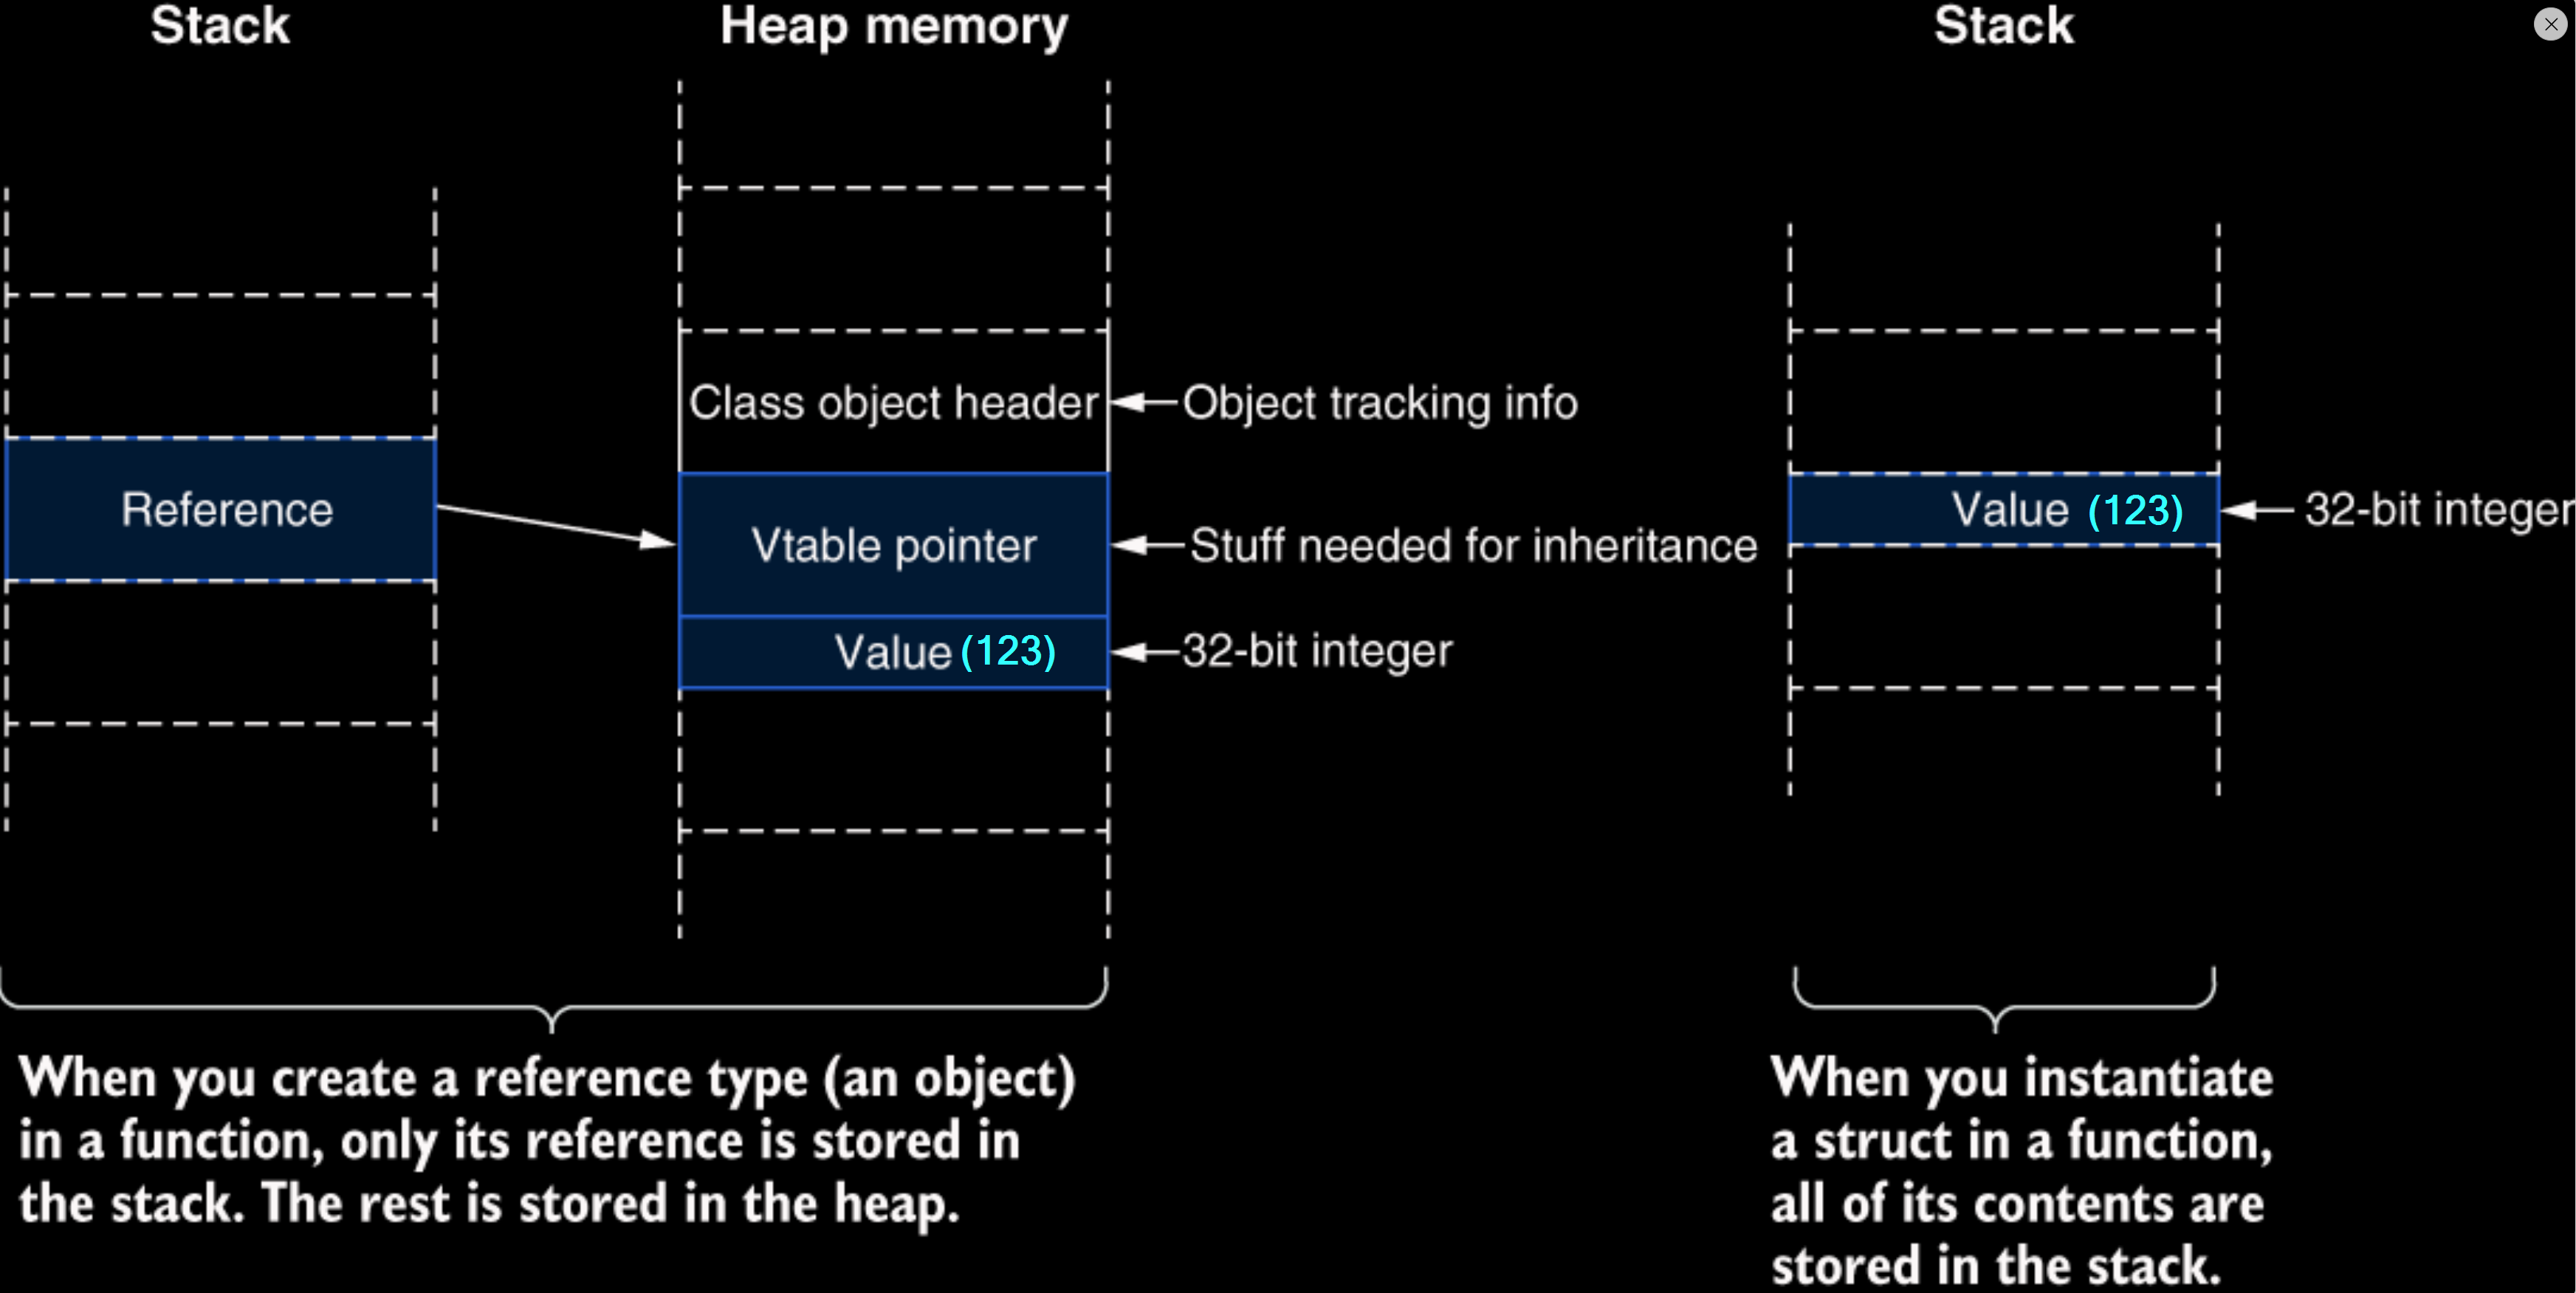 Stack
Heap memory
Stack
Class object header
Object tracking info
Reference
Vtable pointer
Stuff needed for inheritance
Value (123)
32-bit integer
Value (123)
32-bit integer
When you create a reference type (an object)
in a function, only its reference is stored in
the stack. The rest is stored in the heap.
When you instantiate
a struct in a function,
all of its contents are
stored in the stack.